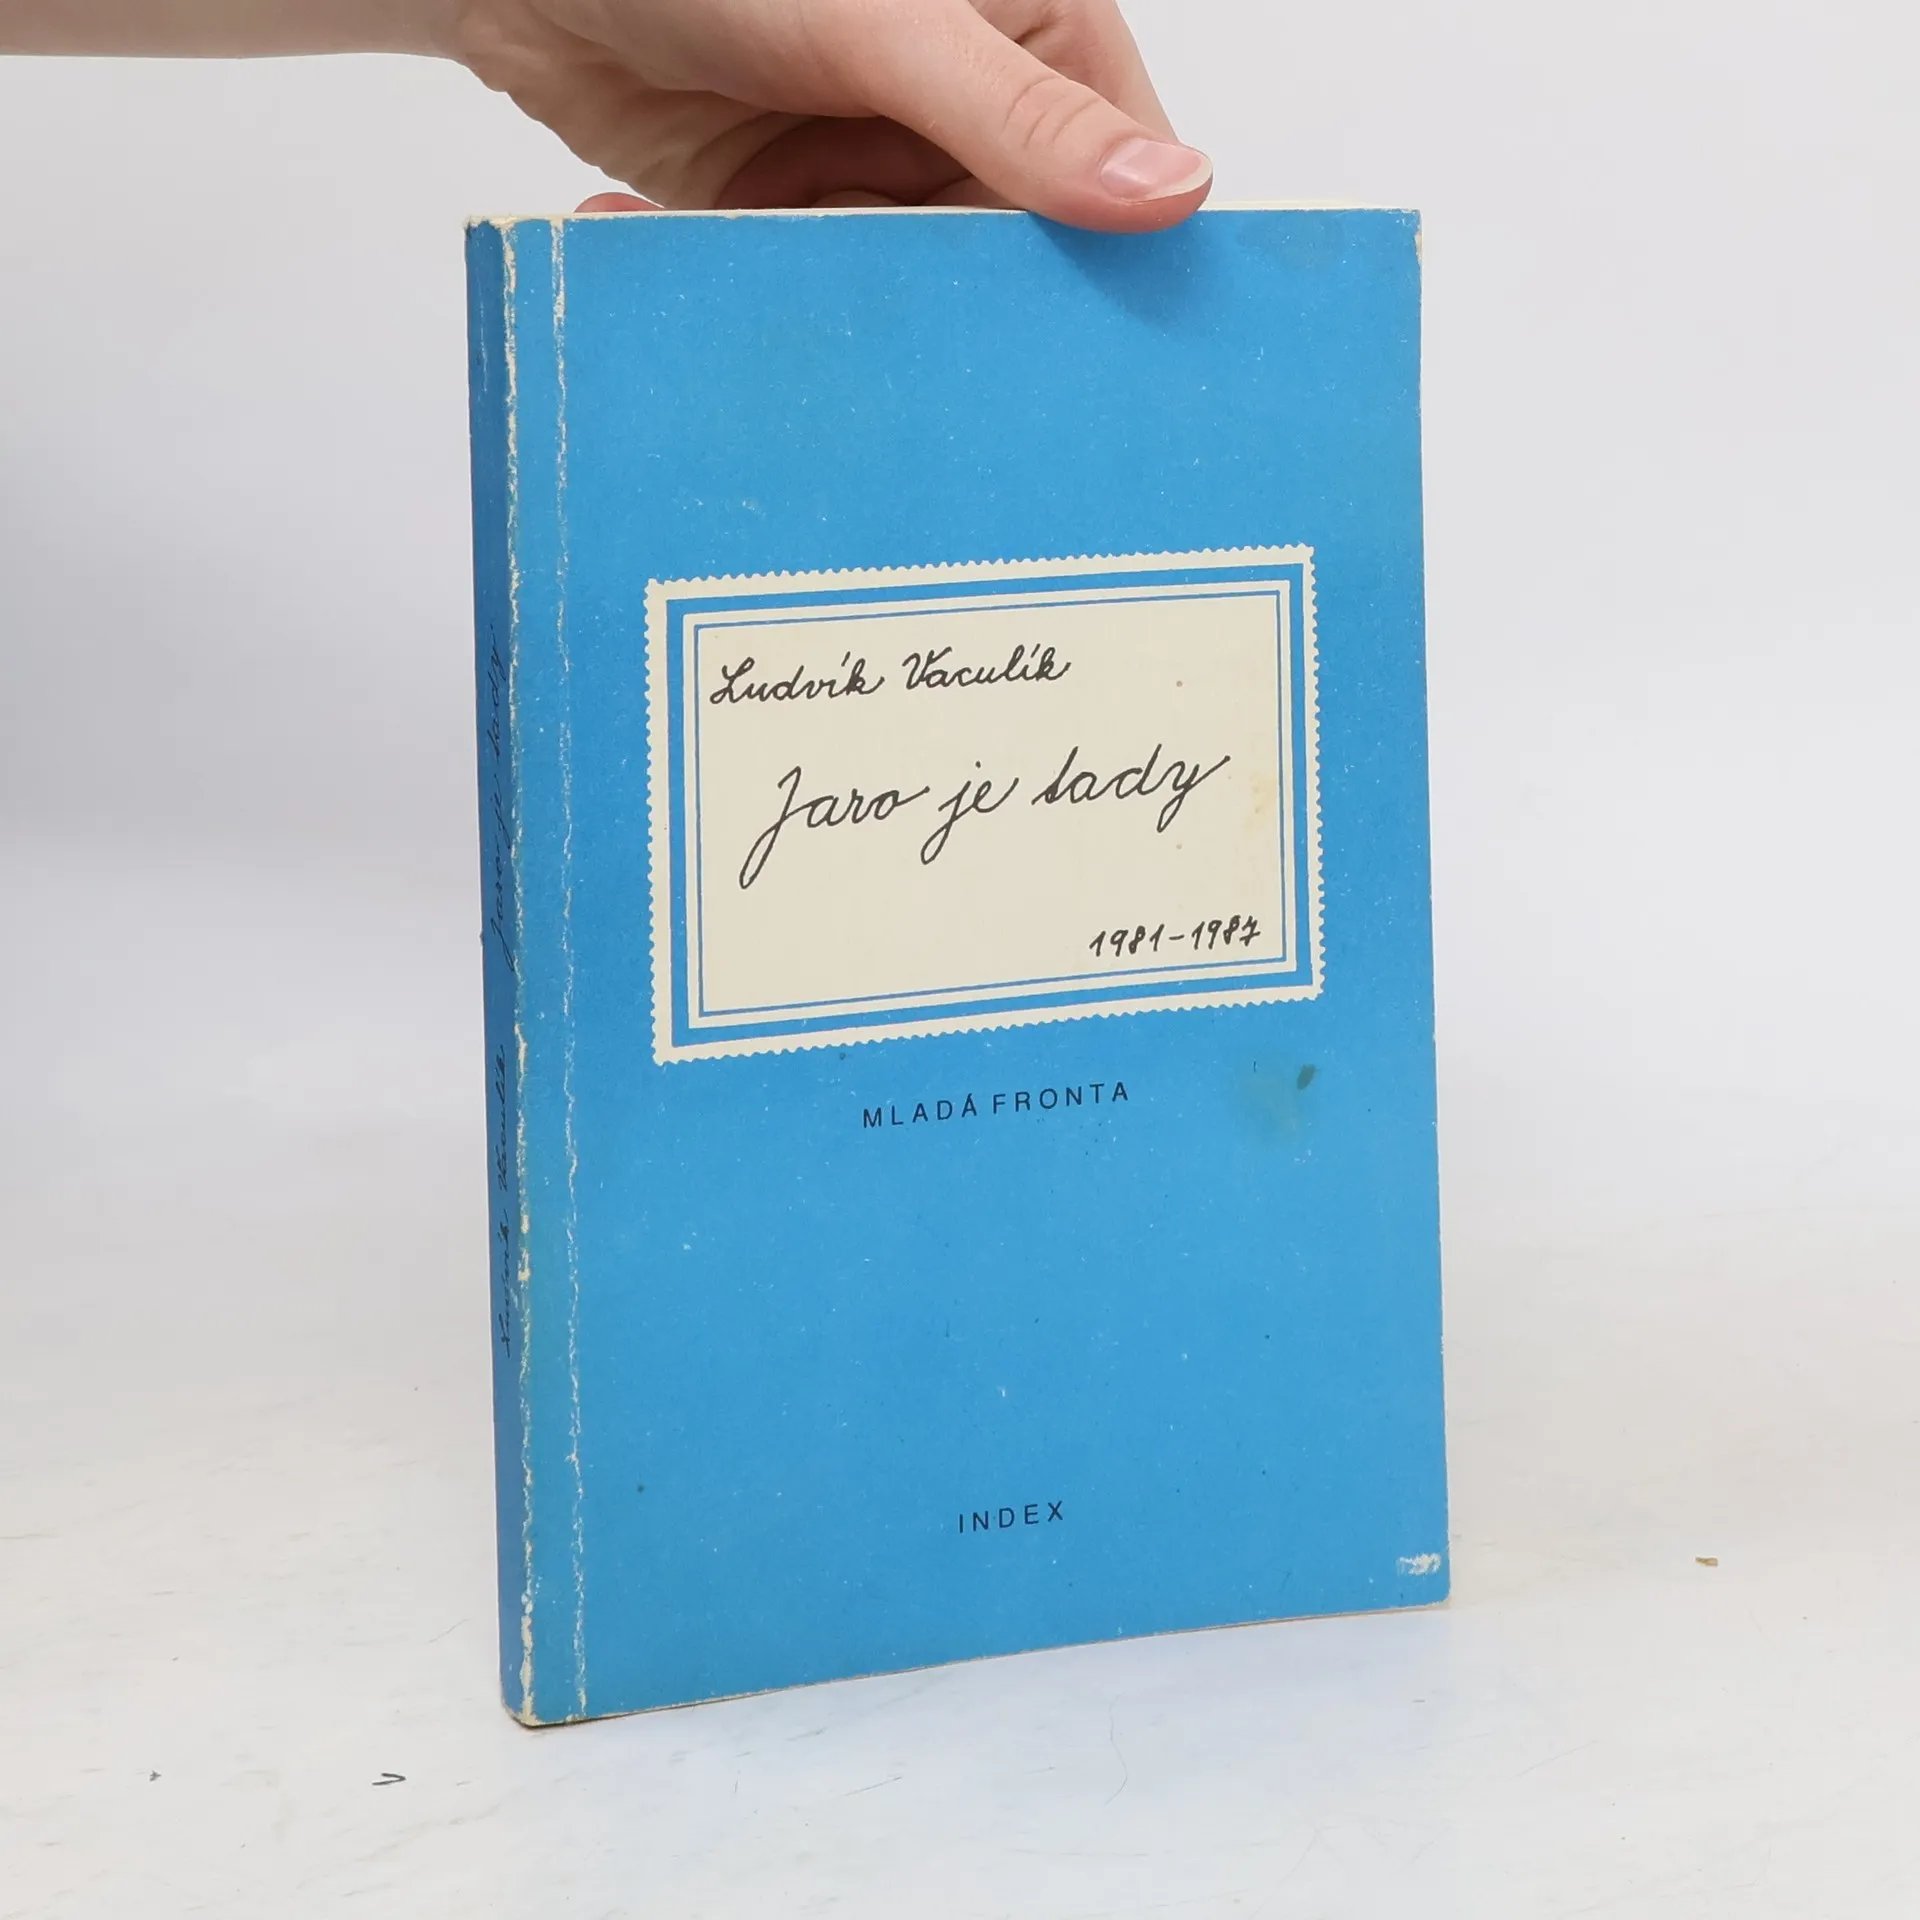 Ludvík Vaculík
Jaro je tady
1981-1987
MLADÁ FRONTA
INDEX
Ludvík Vaculík Jaro je tady